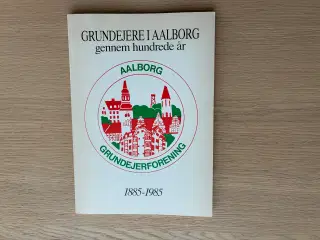 GRUNDEJERE I AALBORG
gennem hundrede år
AALBORG
GRUNDEJERFORENING
1885-1985